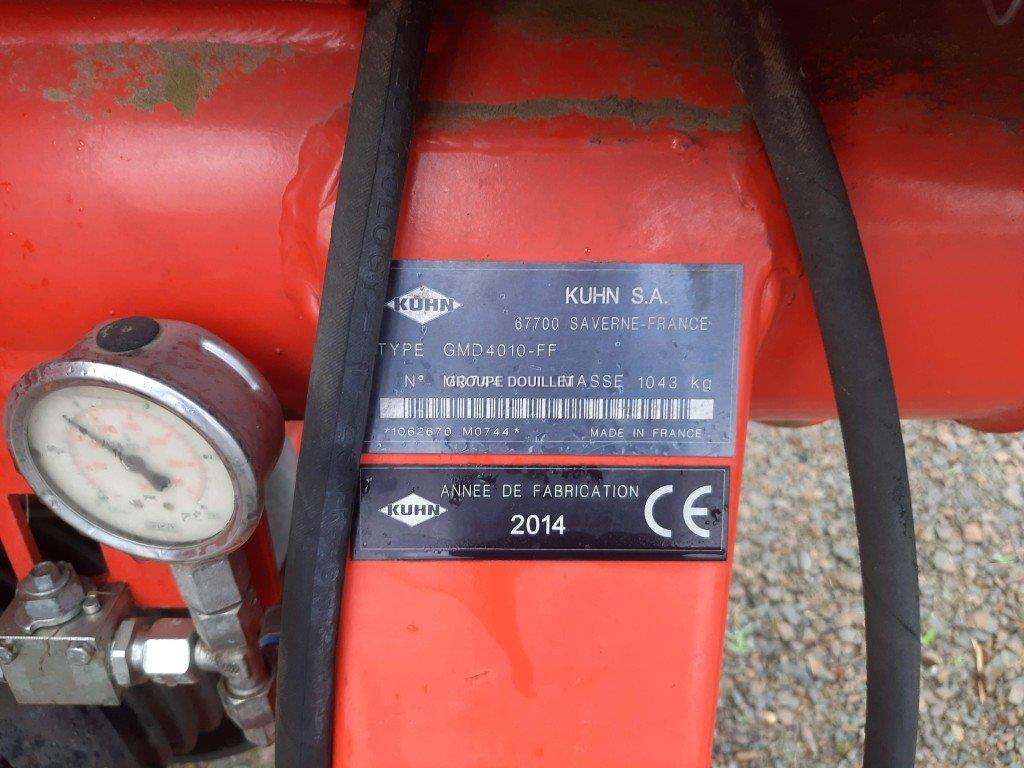 KUHN
KUHN S.A.
67700 SAVERNE-FRANCE
TYPE GMD4010-FF
N° MASSE 1043 kg
GROUPE DOUILLET
*1062670 M0744*
MADE IN FRANCE
KUHN
ANNEE DE FABRICATION
2014
CE